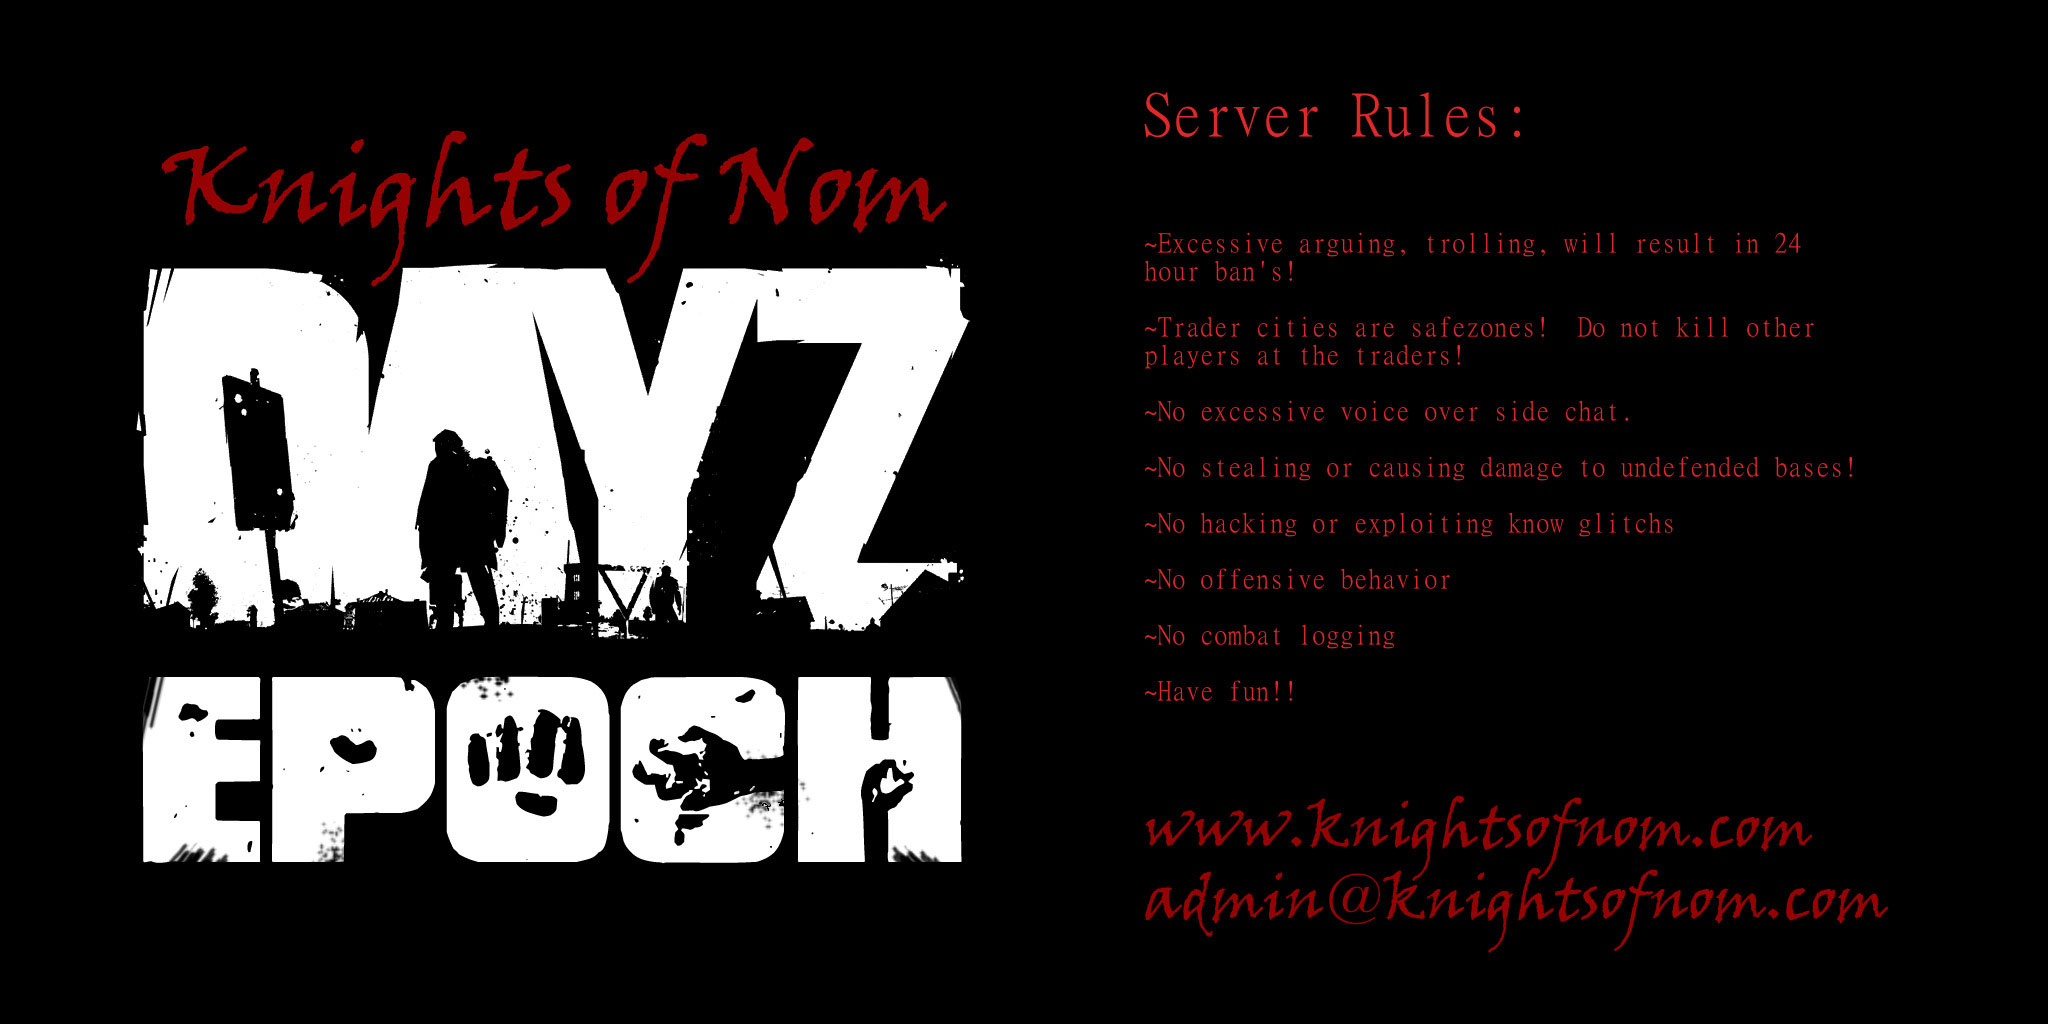 Knights of Nom
DAYZ
EPOCH
Server Rules:
~Excessive arguing, trolling, will result in 24
hour ban's!
~Trader cities are safezones!  Do not kill other
players at the traders!
~No excessive voice over side chat.
~No stealing or causing damage to undefended bases!
~No hacking or exploiting know glitchs
~No offensive behavior
~No combat logging
~Have fun!!
www.knightsofnom.com
admin@knightsofnom.com